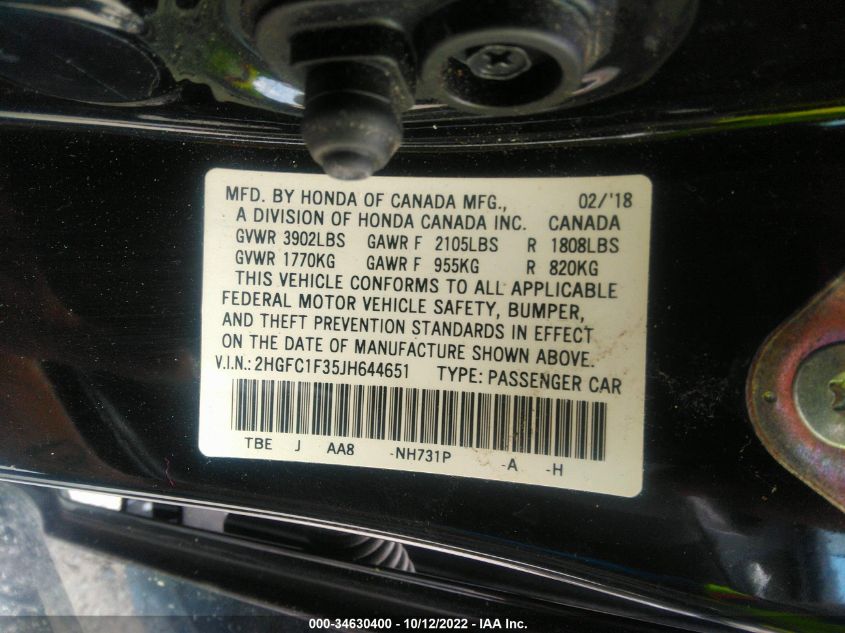 MFD. BY HONDA OF CANADA MFG., 02/'18
A DIVISION OF HONDA CANADA INC. CANADA
GVWR 3902LBS GAWR F 2105LBS R 1808LBS
GVWR 1770KG GAWR F 955KG R 820KG
THIS VEHICLE CONFORMS TO ALL APPLICABLE
FEDERAL MOTOR VEHICLE SAFETY, BUMPER,
AND THEFT PREVENTION STANDARDS IN EFFECT
ON THE DATE OF MANUFACTURE SHOWN ABOVE.
V.I.N.: 2HGFC1F35JH644651 TYPE: PASSENGER CAR
TBE J AA8 -NH731P -A -H
000-34630400 - 10/12/2022 - IAA Inc.